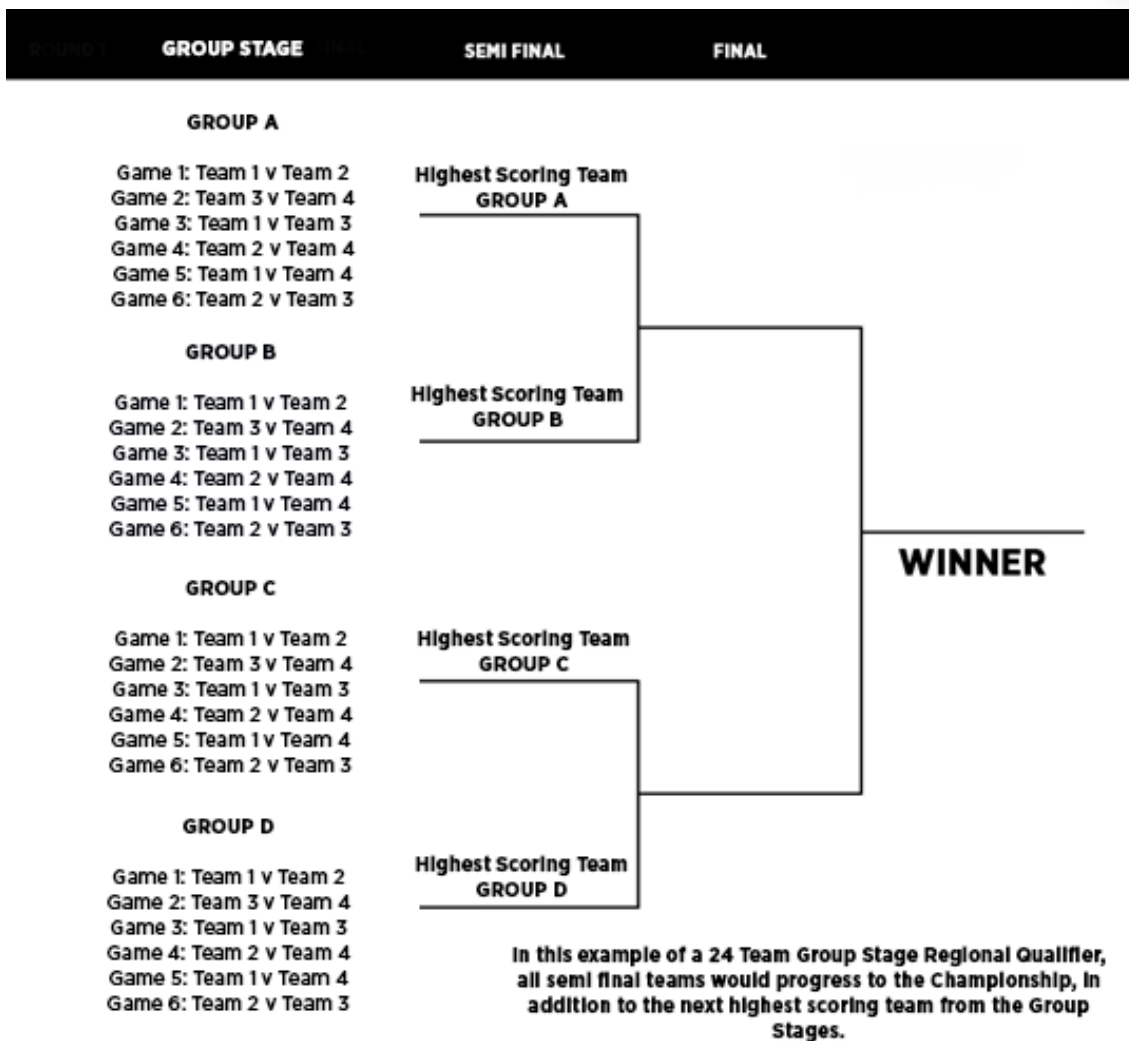 ROUND 1 GROUP STAGE FINAL SEMI FINAL FINAL
GROUP A
Game 1: Team 1 v Team 2
Game 2: Team 3 v Team 4
Game 3: Team 1 v Team 3
Game 4: Team 2 v Team 4
Game 5: Team 1 v Team 4
Game 6: Team 2 v Team 3
Highest Scoring Team
GROUP A
GROUP B
Game 1: Team 1 v Team 2
Game 2: Team 3 v Team 4
Game 3: Team 1 v Team 3
Game 4: Team 2 v Team 4
Game 5: Team 1 v Team 4
Game 6: Team 2 v Team 3
Highest Scoring Team
GROUP B
WINNER
GROUP C
Game 1: Team 1 v Team 2
Game 2: Team 3 v Team 4
Game 3: Team 1 v Team 3
Game 4: Team 2 v Team 4
Game 5: Team 1 v Team 4
Game 6: Team 2 v Team 3
Highest Scoring Team
GROUP C
GROUP D
Game 1: Team 1 v Team 2
Game 2: Team 3 v Team 4
Game 3: Team 1 v Team 3
Game 4: Team 2 v Team 4
Game 5: Team 1 v Team 4
Game 6: Team 2 v Team 3
Highest Scoring Team
GROUP D
In this example of a 24 Team Group Stage Regional Qualifier,
all semi final teams would progress to the Championship, in
addition to the next highest scoring team from the Group
Stages.